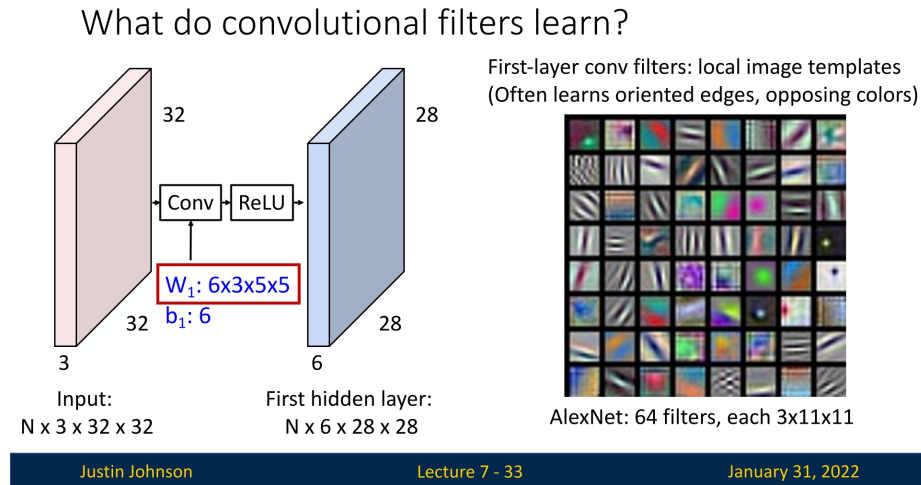 What do convolutional filters learn?
32
32
3
Input:
N x 3 x 32 x 32
Conv
ReLU
W₁: 6x3x5x5
b₁: 6
28
28
6
First hidden layer:
N x 6 x 28 x 28
First-layer conv filters: local image templates
(Often learns oriented edges, opposing colors)
AlexNet: 64 filters, each 3x11x11
Justin Johnson
Lecture 7 - 33
January 31, 2022